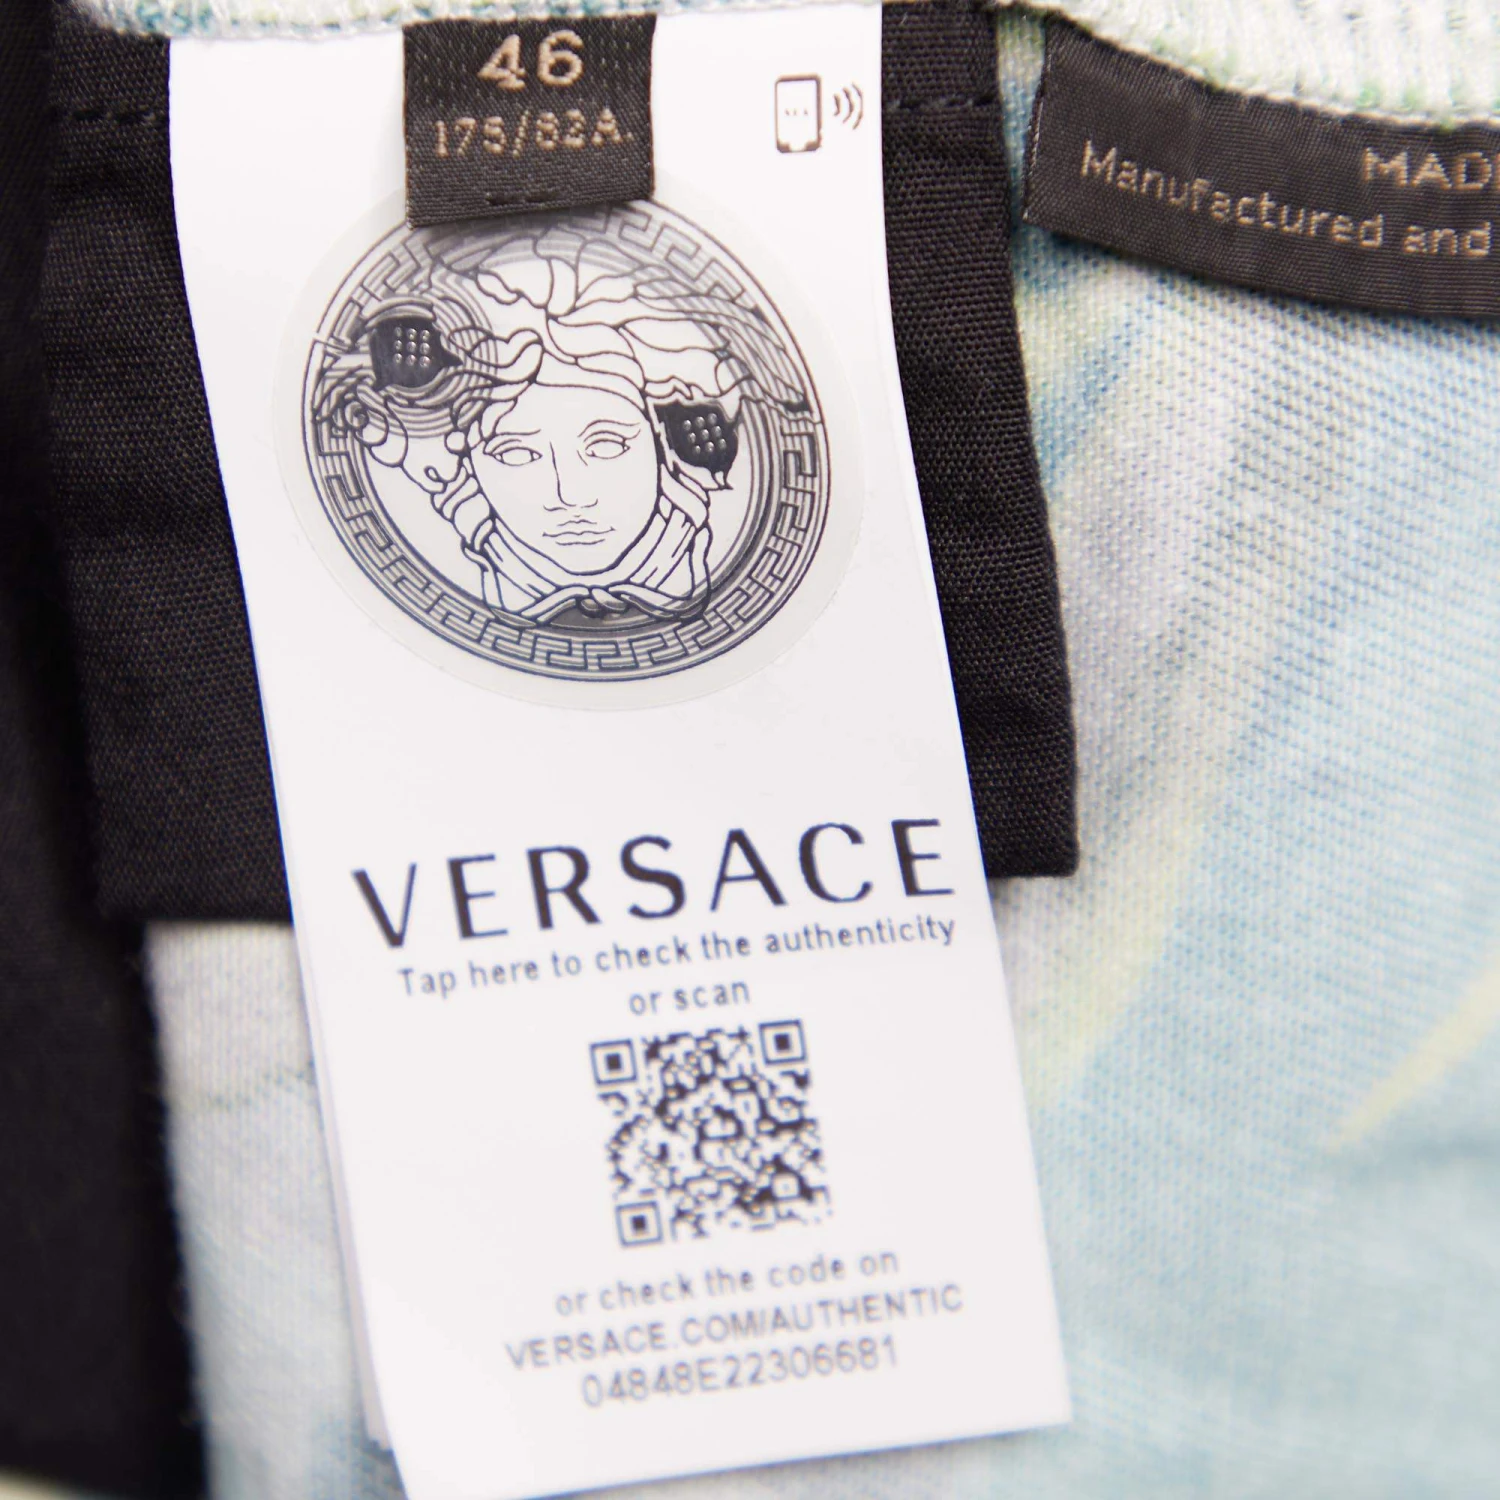 46
175/82A
MAD
Manufactured and
VERSACE
Tap here to check the authenticity
or scan
or check the code on
VERSACE.COM/AUTHENTIC
04848E22306681